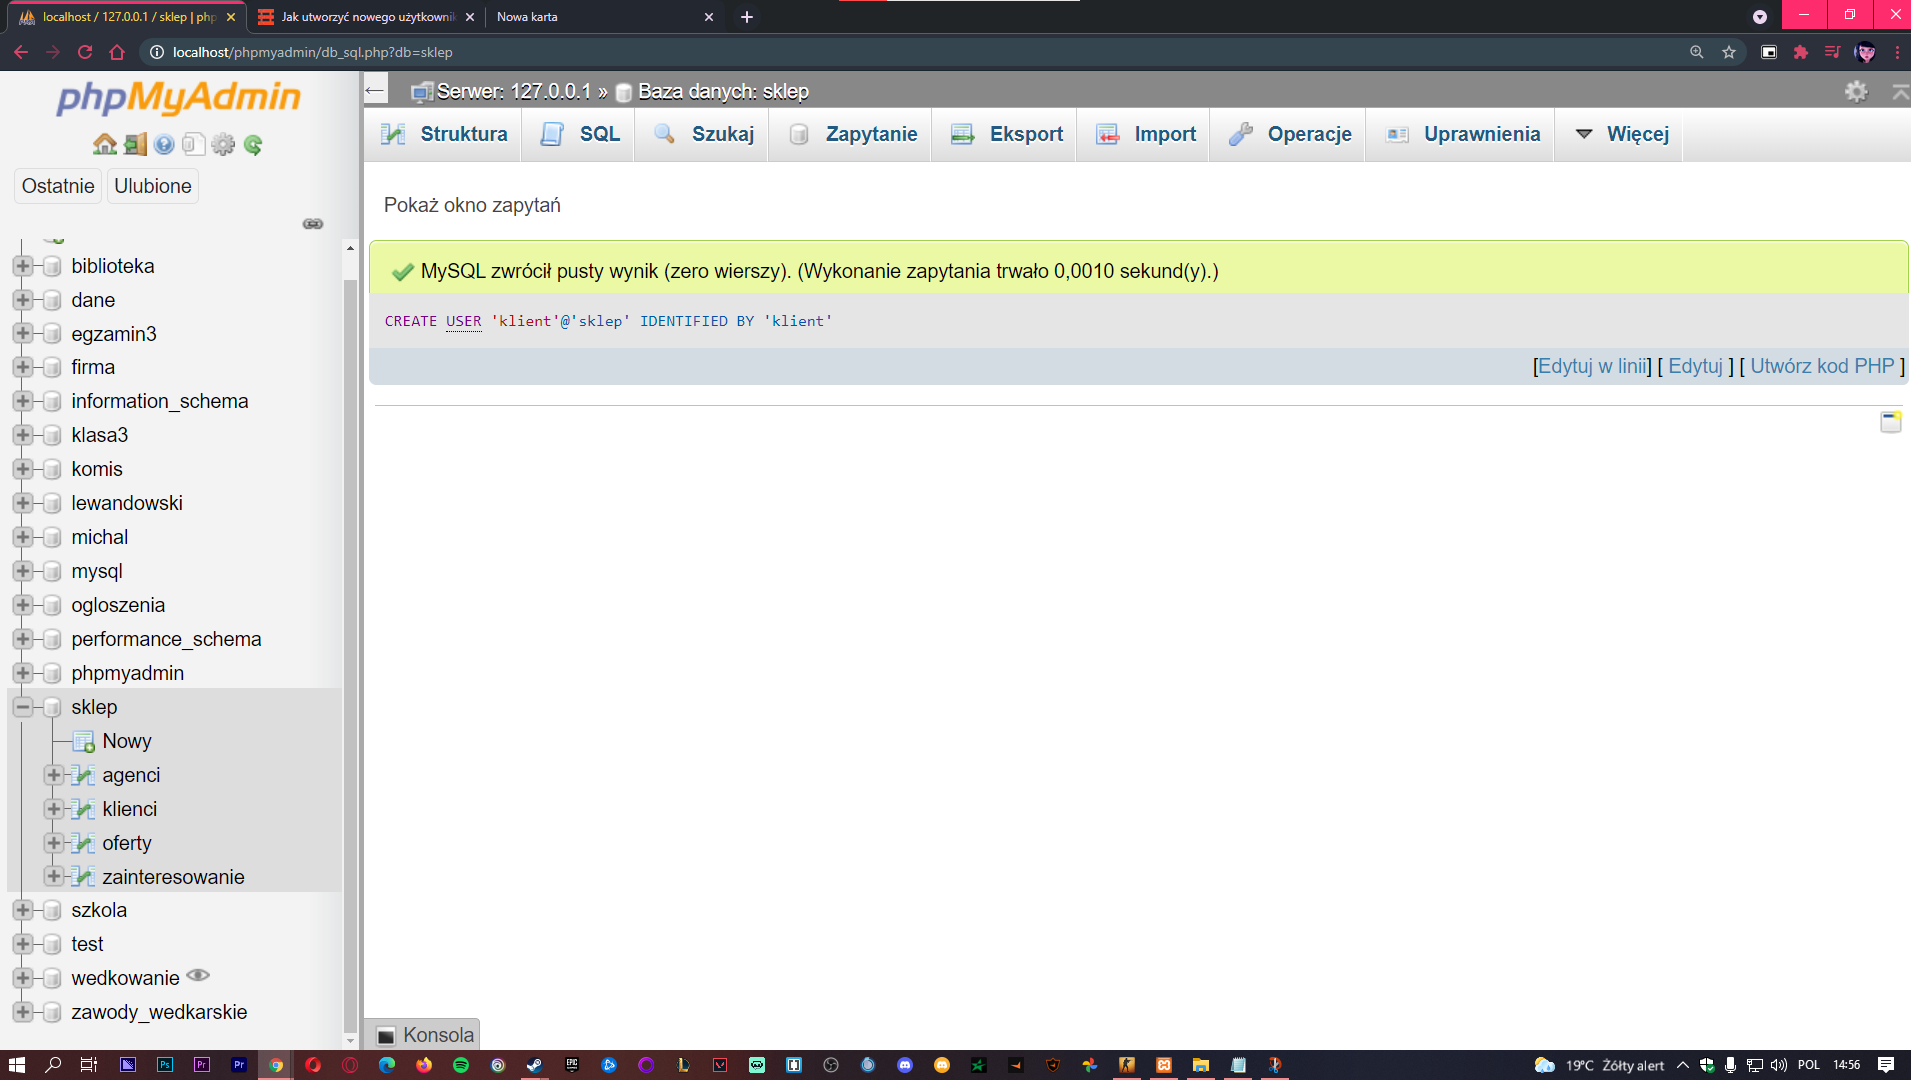 localhost / 127.0.0.1 / sklep | php
Jak utworzyć nowego użytkownik
Nowa karta
localhost/phpmyadmin/db_sql.php?db=sklep
phpMyAdmin
Ostatnie
Ulubione
biblioteka
dane
egzamin3
firma
information_schema
klasa3
komis
lewandowski
michal
mysql
ogloszenia
performance_schema
phpmyadmin
sklep
Nowy
agenci
klienci
oferty
zainteresowanie
szkola
test
wedkowanie
zawody_wedkarskie
Serwer: 127.0.0.1 » Baza danych: sklep
Struktura
SQL
Szukaj
Zapytanie
Eksport
Import
Operacje
Uprawnienia
Więcej
Pokaż okno zapytań
MySQL zwrócił pusty wynik (zero wierszy). (Wykonanie zapytania trwało 0,0010 sekund(y).)
CREATE USER 'klient'@'sklep' IDENTIFIED BY 'klient'
[Edytuj w linii] [ Edytuj ] [ Utwórz kod PHP ]
Konsola
Ps
Pr
Pr
EPIC
19°C Żółty alert
POL
14:56